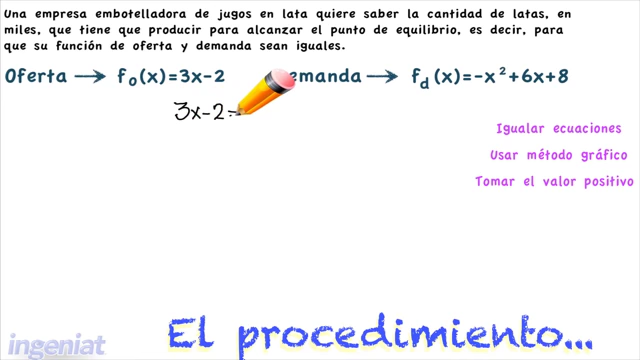 Una empresa embotelladora de jugos en lata quiere saber la cantidad de latas, en
miles, que tiene que producir para alcanzar el punto de equilibrio, es decir, para
que su función de oferta y demanda sean iguales.
Oferta → f₀(x)=3x-2 emanda → f_d(x)=-x²+6x+8
3x-2=
Igualar ecuaciones
Usar método gráfico
Tomar el valor positivo
El procedimiento...
ingeniat